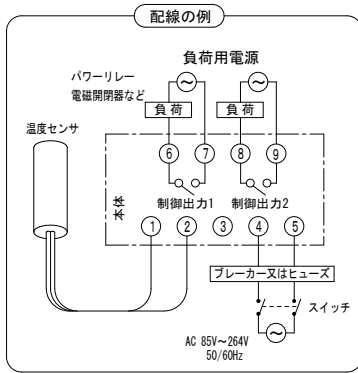 配線の例
負荷用電源
パワーリレー
電磁開閉器など
負荷 負荷
温度センサ
6 7 8 9
制御出力1 制御出力2
本体
1 2 3 4 5
ブレーカー又はヒューズ
スイッチ
AC 85V～264V
50/60Hz